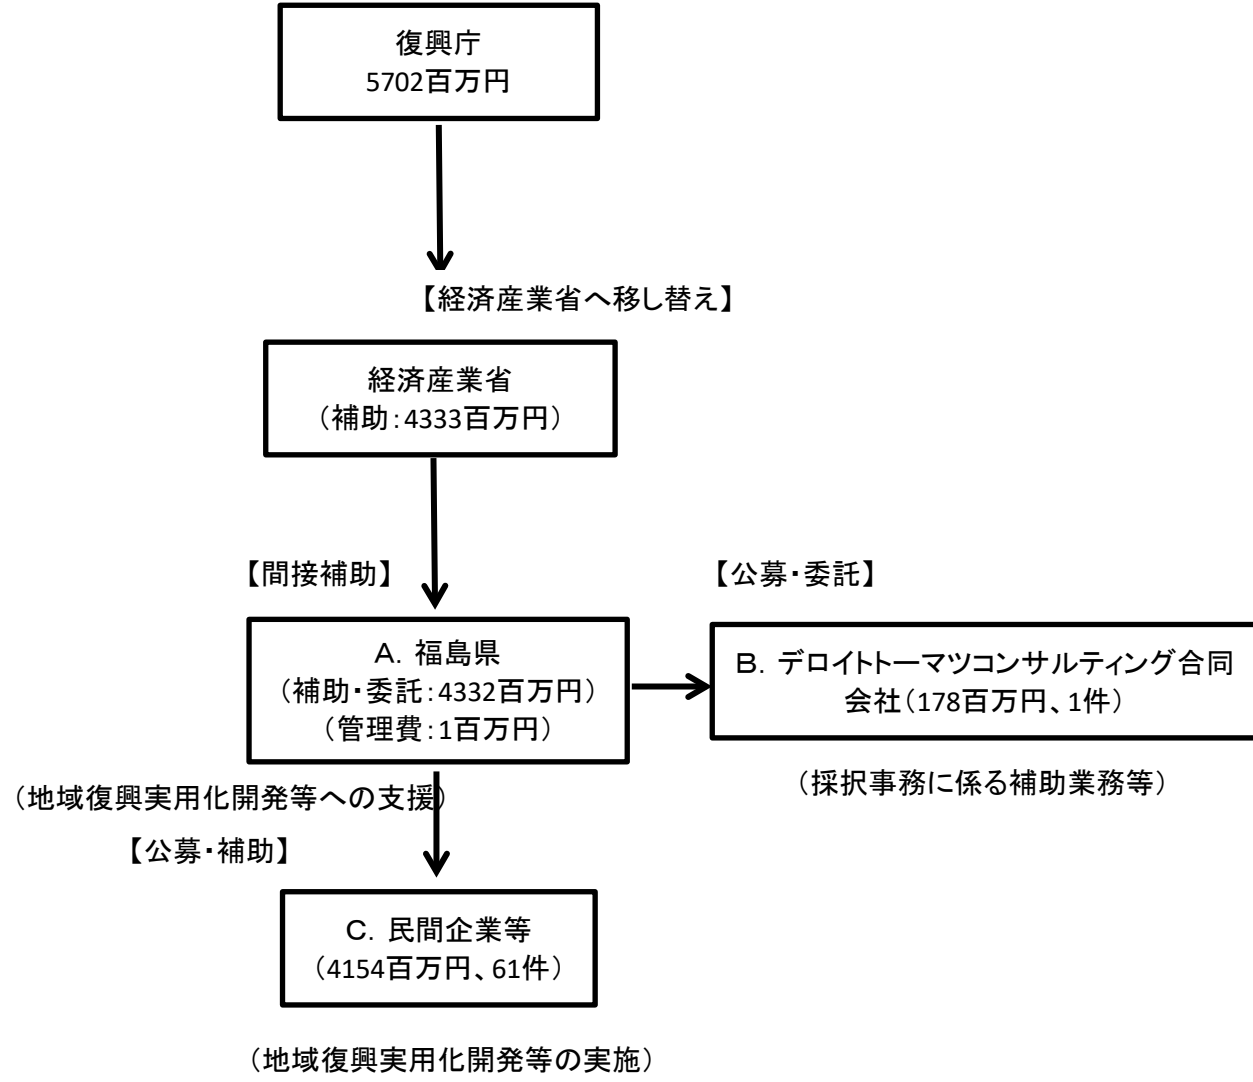 復興庁
5702百万円
【経済産業省へ移し替え】
経済産業省
（補助：4333百万円）
【間接補助】
【公募・委託】
A．福島県
（補助・委託：4332百万円）
（管理費：1百万円）
B．デロイトトーマツコンサルティング合同
会社（178百万円、1件）
（採択事務に係る補助業務等）
（地域復興実用化開発等への支援）
【公募・補助】
C．民間企業等
（4154百万円、61件）
（地域復興実用化開発等の実施）